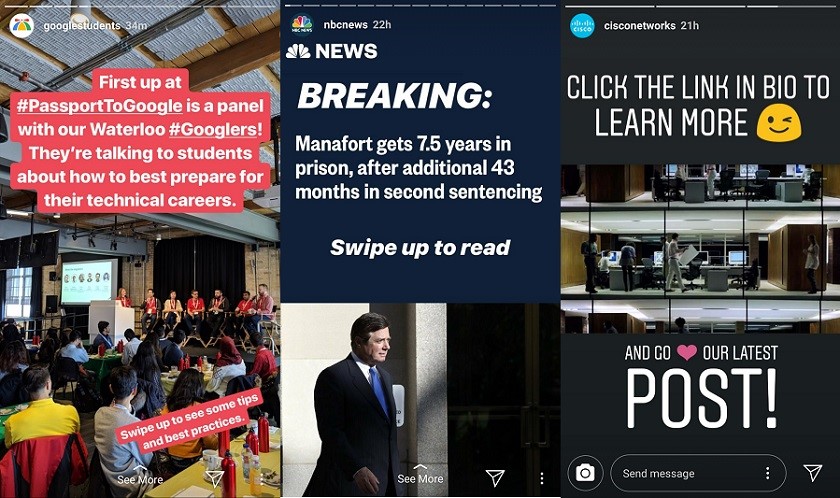 googlestudents 34m
First up at
#PassportToGoogle is a panel
with our Waterloo #Googlers!
They're talking to students
about how to best prepare for
their technical careers.
Swipe up to see some tips
and best practices.
See More
nbcnews 22h
NBC NEWS
NEWS
BREAKING:
Manafort gets 7.5 years in
prison, after additional 43
months in second sentencing
Swipe up to read
See More
CISCO
cisconetworks 21h
CLICK THE LINK IN BIO TO
LEARN MORE 😉
AND GO ❤ OUR LATEST
POST!
Send message